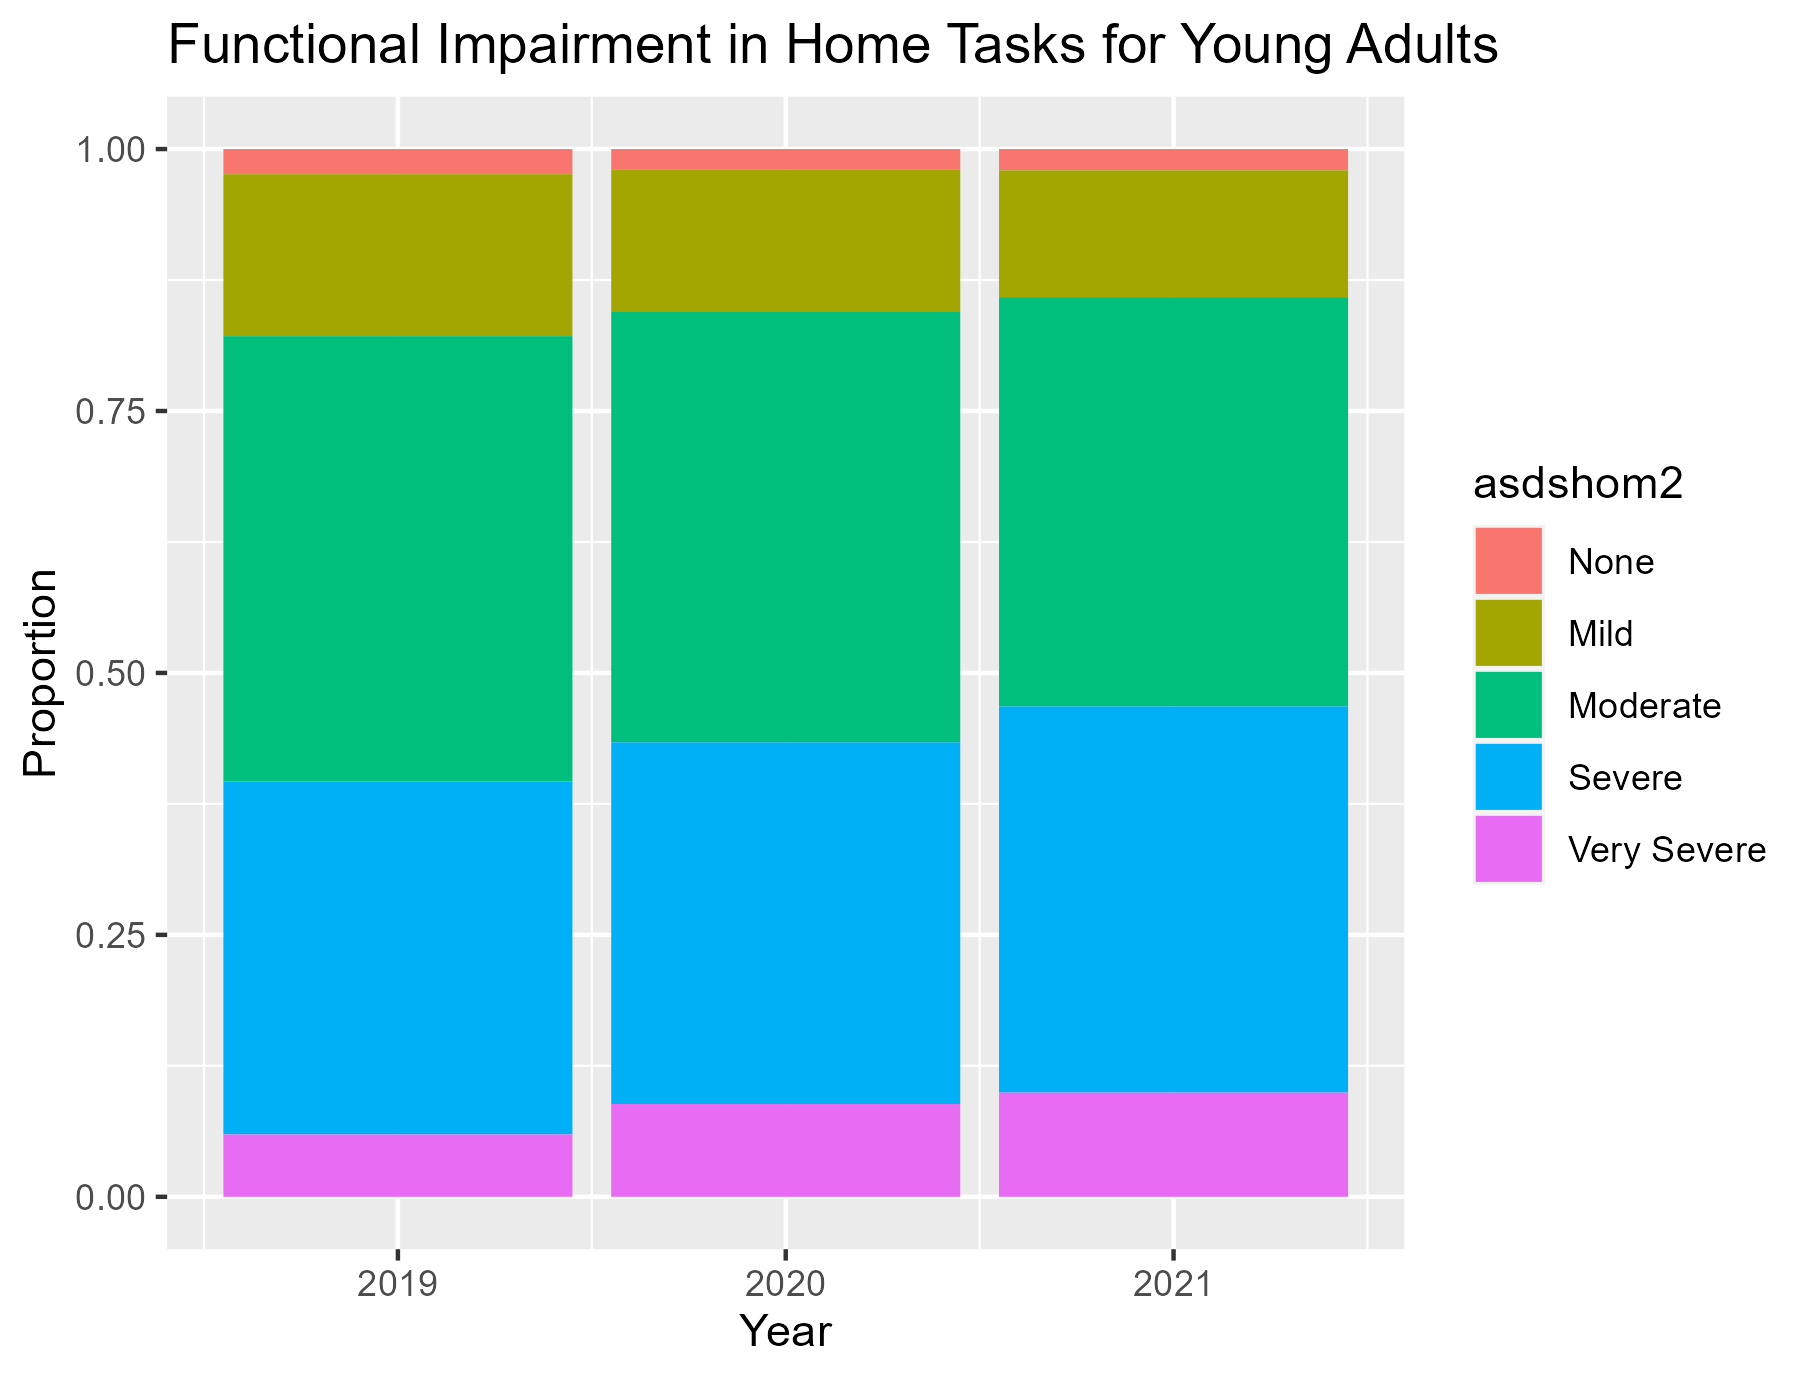 Functional Impairment in Home Tasks for Young Adults
1.00
0.75
0.50
0.25
0.00
Proportion
2019
2020
2021
Year
asdshom2
None
Mild
Moderate
Severe
Very Severe